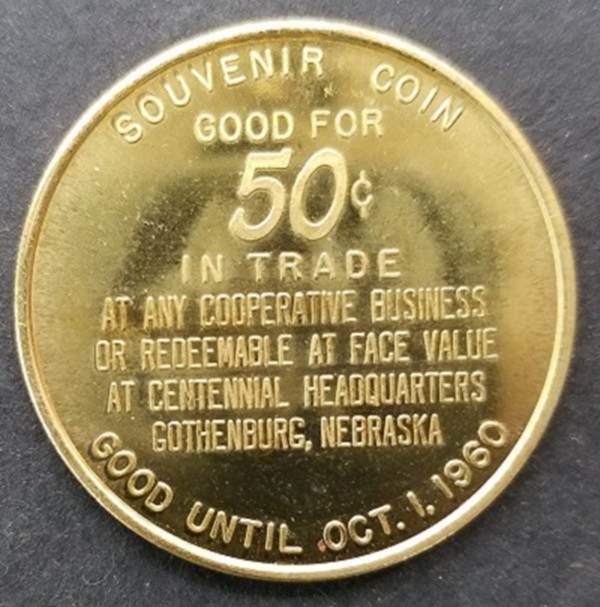 SOUVENIR COIN
GOOD FOR
50¢
IN TRADE
AT ANY COOPERATIVE BUSINESS
OR REDEEMABLE AT FACE VALUE
AT CENTENNIAL HEADQUARTERS
GOTHENBURG, NEBRASKA
GOOD UNTIL OCT. 1, 1960